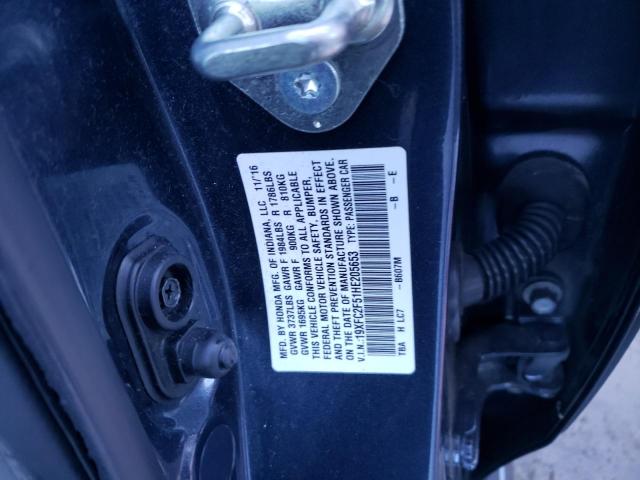 MFD. BY HONDA MFG. OF INDIANA, LLC 11/'16
GVWR 3737LBS GAWR F 1984LBS R 1786LBS
GVWR 1695KG GAWR F 900KG R 810KG
THIS VEHICLE CONFORMS TO ALL APPLICABLE
FEDERAL MOTOR VEHICLE SAFETY, BUMPER,
AND THEFT PREVENTION STANDARDS IN EFFECT
ON THE DATE OF MANUFACTURE SHOWN ABOVE.
V.I.N.:19XFC2F51HE205653 TYPE: PASSENGER CAR
TBA H LC7 - B607M - B - E